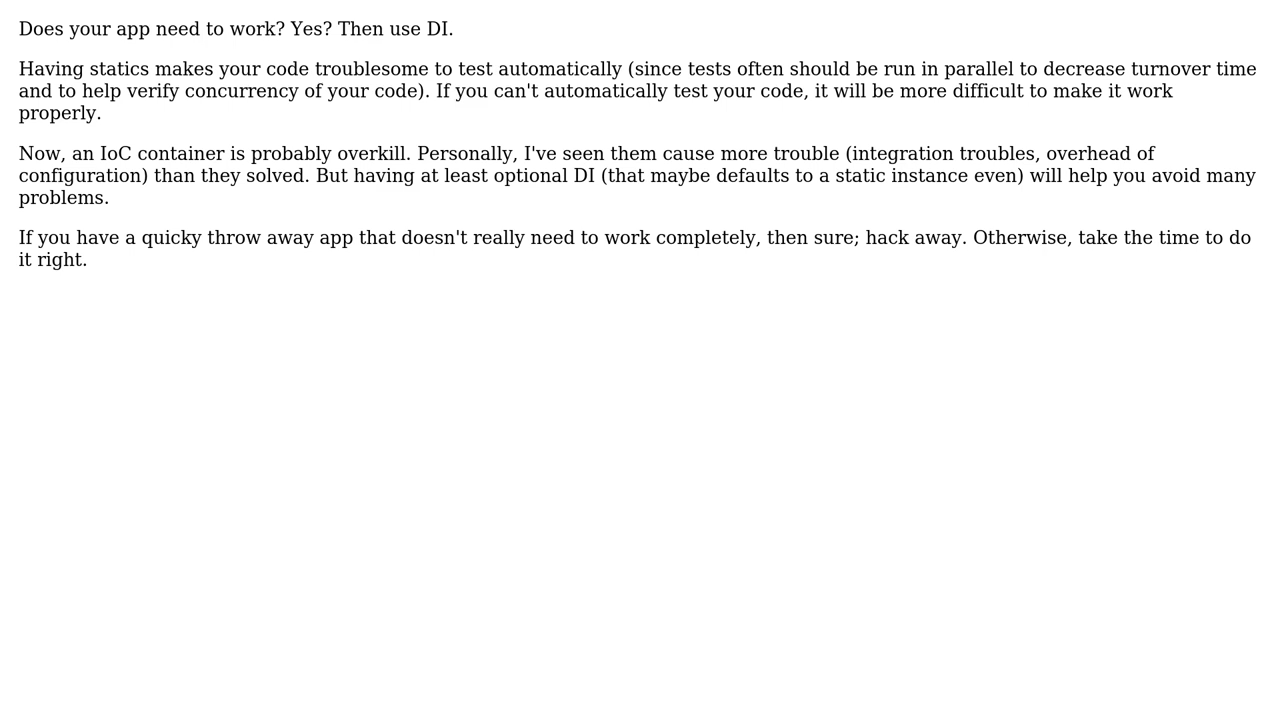 Does your app need to work? Yes? Then use DI.
Having statics makes your code troublesome to test automatically (since tests often should be run in parallel to decrease turnover time
and to help verify concurrency of your code). If you can't automatically test your code, it will be more difficult to make it work
properly.
Now, an IoC container is probably overkill. Personally, I've seen them cause more trouble (integration troubles, overhead of
configuration) than they solved. But having at least optional DI (that maybe defaults to a static instance even) will help you avoid many
problems.
If you have a quicky throw away app that doesn't really need to work completely, then sure; hack away. Otherwise, take the time to do
it right.